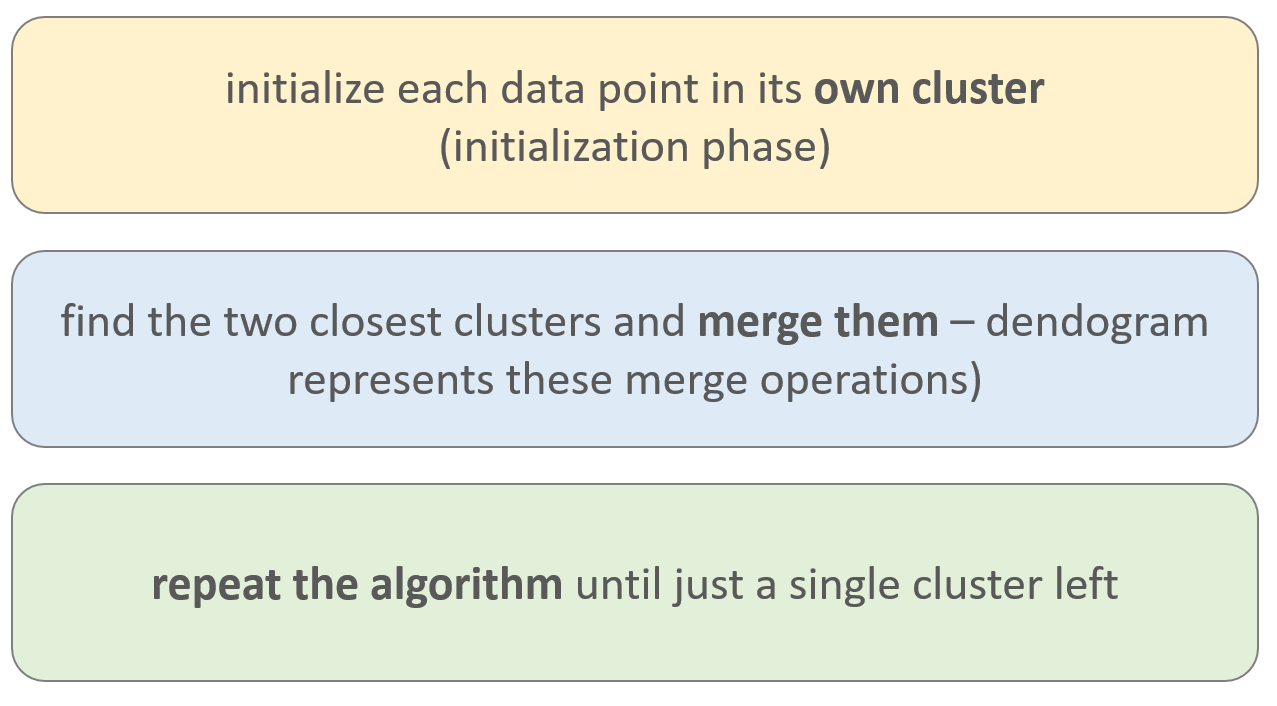 initialize each data point in its own cluster
(initialization phase)
find the two closest clusters and merge them – dendogram
represents these merge operations)
repeat the algorithm until just a single cluster left